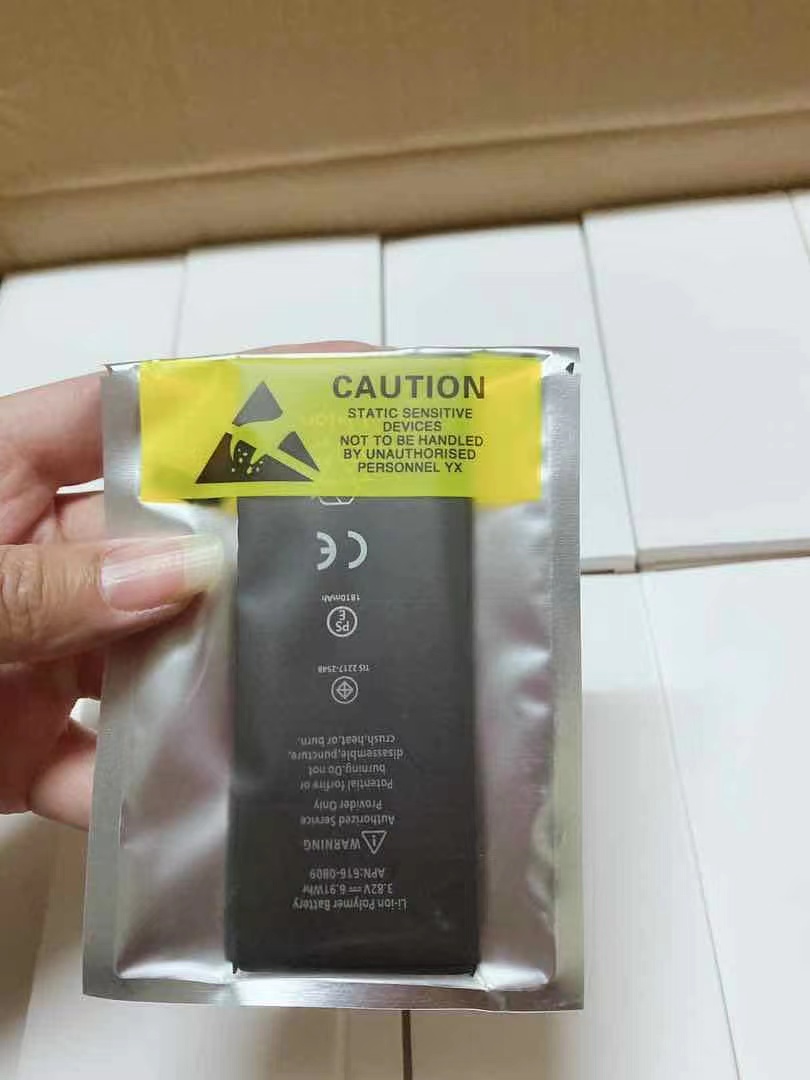 CAUTION
STATIC SENSITIVE
DEVICES
NOT TO BE HANDLED
BY UNAUTHORISED
PERSONNEL YX
Li-ion Polymer Battery
3.82V 6.91Whr
APN:616-0809
WARNING
Authorized Service
Provider Only
Potential forfire or
burning.Do not
disassemble,puncture,
crush,heat,or burn.
TIS 2217-2548
PS
E
1810mAh
CE